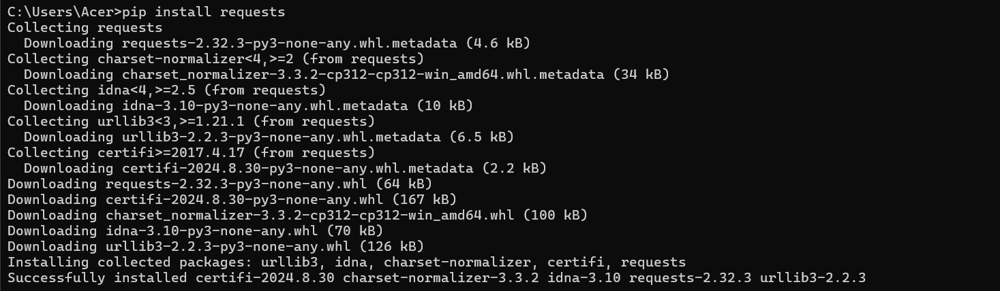 C:\Users\Acer>pip install requests
Collecting requests
  Downloading requests-2.32.3-py3-none-any.whl.metadata (4.6 kB)
Collecting charset-normalizer<4,>=2 (from requests)
  Downloading charset_normalizer-3.3.2-cp312-cp312-win_amd64.whl.metadata (34 kB)
Collecting idna<4,>=2.5 (from requests)
  Downloading idna-3.10-py3-none-any.whl.metadata (10 kB)
Collecting urllib3<3,>=1.21.1 (from requests)
  Downloading urllib3-2.2.3-py3-none-any.whl.metadata (6.5 kB)
Collecting certifi>=2017.4.17 (from requests)
  Downloading certifi-2024.8.30-py3-none-any.whl.metadata (2.2 kB)
Downloading requests-2.32.3-py3-none-any.whl (64 kB)
Downloading certifi-2024.8.30-py3-none-any.whl (167 kB)
Downloading charset_normalizer-3.3.2-cp312-cp312-win_amd64.whl (100 kB)
Downloading idna-3.10-py3-none-any.whl (70 kB)
Downloading urllib3-2.2.3-py3-none-any.whl (126 kB)
Installing collected packages: urllib3, idna, charset-normalizer, certifi, requests
Successfully installed certifi-2024.8.30 charset-normalizer-3.3.2 idna-3.10 requests-2.32.3 urllib3-2.2.3